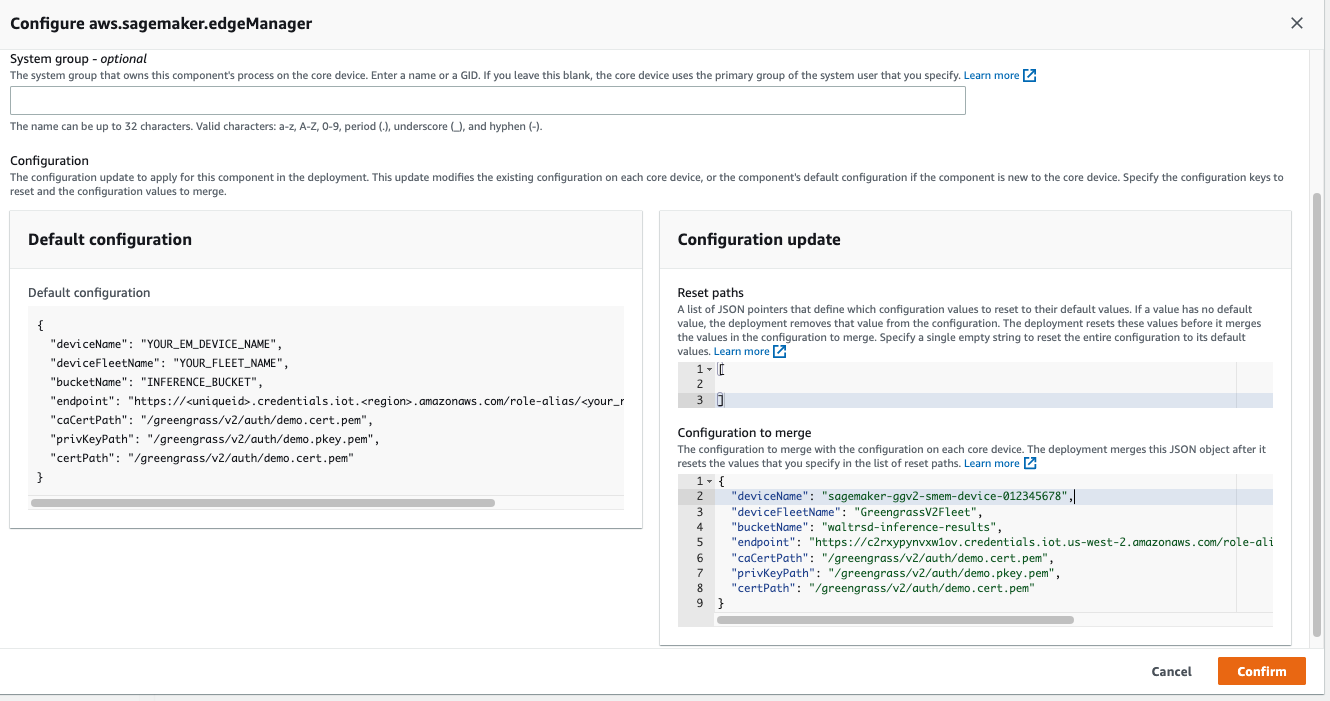 Configure aws.sagemaker.edgeManager
System group - optional
The system group that owns this component's process on the core device. Enter a name or a GID. If you leave this blank, the core device uses the primary group of the system user that you specify. Learn more
The name can be up to 32 characters. Valid characters: a-z, A-Z, 0-9, period (.), underscore (_), and hyphen (-).
Configuration
The configuration update to apply for this component in the deployment. This update modifies the existing configuration on each core device, or the component's default configuration if the component is new to the core device. Specify the configuration keys to
reset and the configuration values to merge.
Default configuration
Default configuration
{
"deviceName": "YOUR_EM_DEVICE_NAME",
"deviceFleetName": "YOUR_FLEET_NAME",
"bucketName": "INFERENCE_BUCKET",
"endpoint": "https://<uniqueid>.credentials.iot.<region>.amazonaws.com/role-alias/<your_r
"caCertPath": "/greengrass/v2/auth/demo.cert.pem",
"privKeyPath": "/greengrass/v2/auth/demo.pkey.pem",
"certPath": "/greengrass/v2/auth/demo.cert.pem"
}
Configuration update
Reset paths
A list of JSON pointers that define which configuration values to reset to their default values. If a value has no default
value, the deployment removes that value from the configuration. The deployment resets these values before it merges
the values in the configuration to merge. Specify a single empty string to reset the entire configuration to its default
values. Learn more
1 [
2
3 ]
Configuration to merge
The configuration to merge with the configuration on each core device. The deployment merges this JSON object after it
resets the values that you specify in the list of reset paths. Learn more
1 {
2 "deviceName": "sagemaker-ggv2-smem-device-012345678",
3 "deviceFleetName": "GreengrassV2Fleet",
4 "bucketName": "waltrsd-inference-results",
5 "endpoint": "https://c2rxypynvxw1ov.credentials.iot.us-west-2.amazonaws.com/role-ali
6 "caCertPath": "/greengrass/v2/auth/demo.cert.pem",
7 "privKeyPath": "/greengrass/v2/auth/demo.pkey.pem",
8 "certPath": "/greengrass/v2/auth/demo.cert.pem"
9 }
Cancel
Confirm